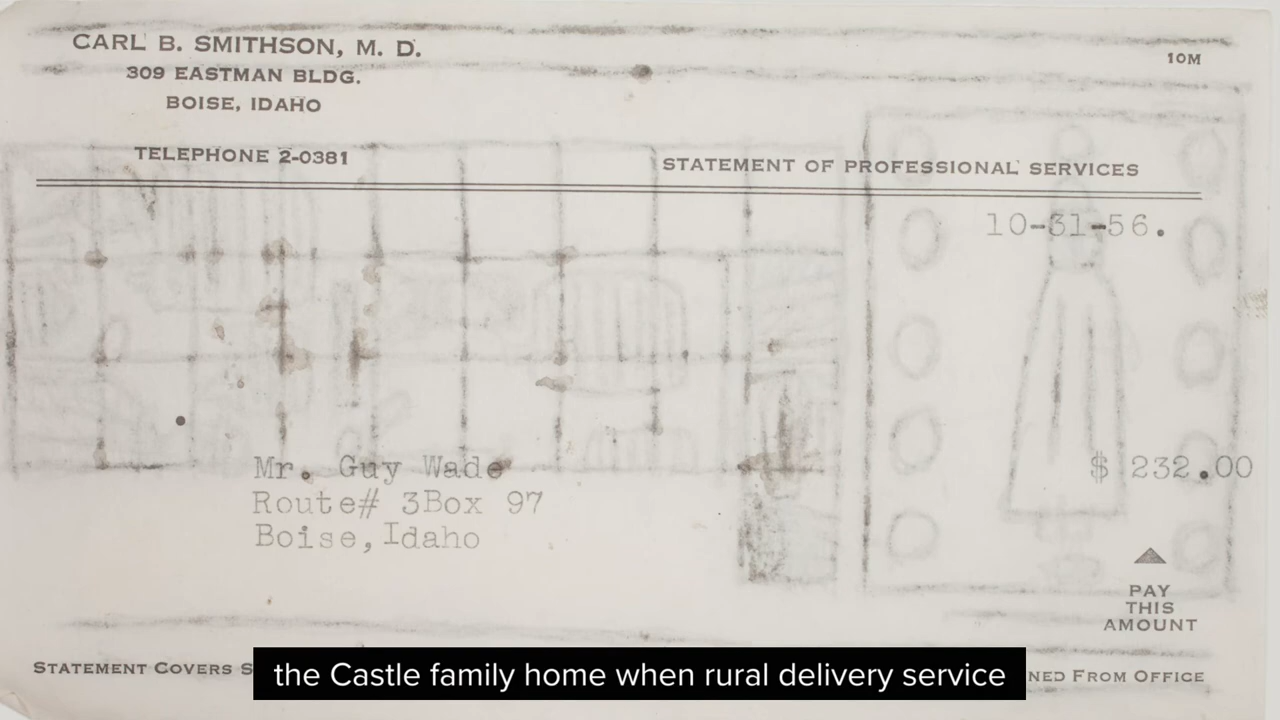 CARL B. SMITHSON, M. D.
309 EASTMAN BLDG.
BOISE, IDAHO
TELEPHONE 2-0381
10M
STATEMENT OF PROFESSIONAL SERVICES
10-31-56.
Mr. Guy Wade
Route# 3Box 97
Boise,Idaho
$ 232.00
PAY
THIS
AMOUNT
STATEMENT COVERS S
NED FROM OFFICE
the Castle family home when rural delivery service